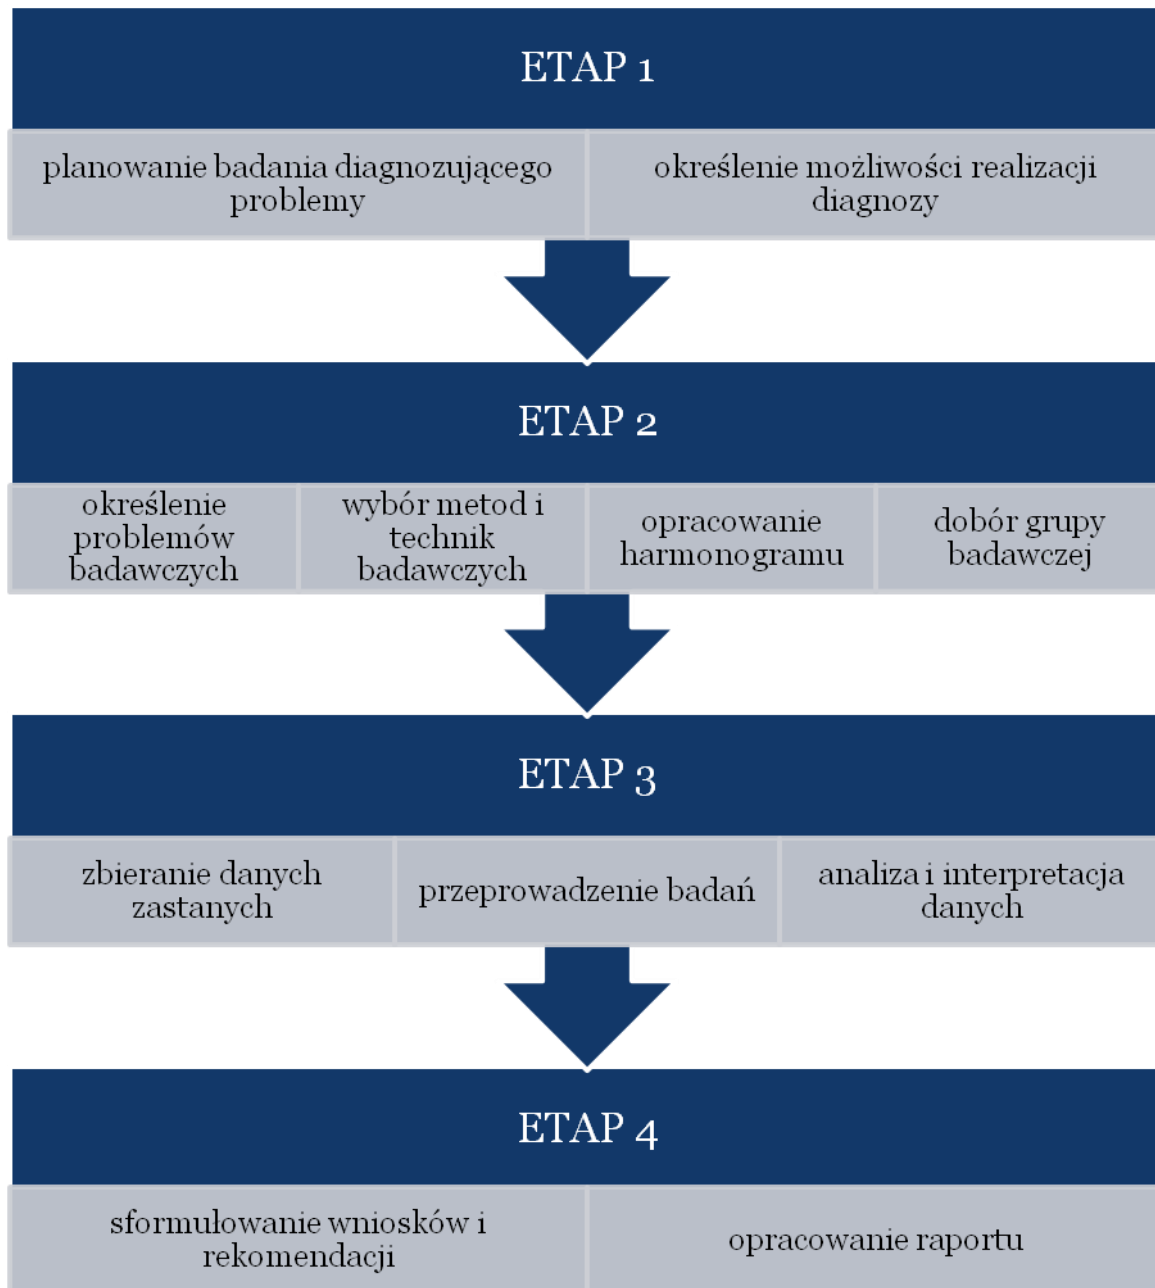 ETAP 1
planowanie badania diagnozującego
problemy
określenie możliwości realizacji
diagnozy
ETAP 2
określenie
problemów
badawczych
wybór metod i
technik
badawczych
opracowanie
harmonogramu
dobór grupy
badawczej
ETAP 3
zbieranie danych
zastanych
przeprowadzenie badań
analiza i interpretacja
danych
ETAP 4
sformułowanie wniosków i
rekomendacji
opracowanie raportu